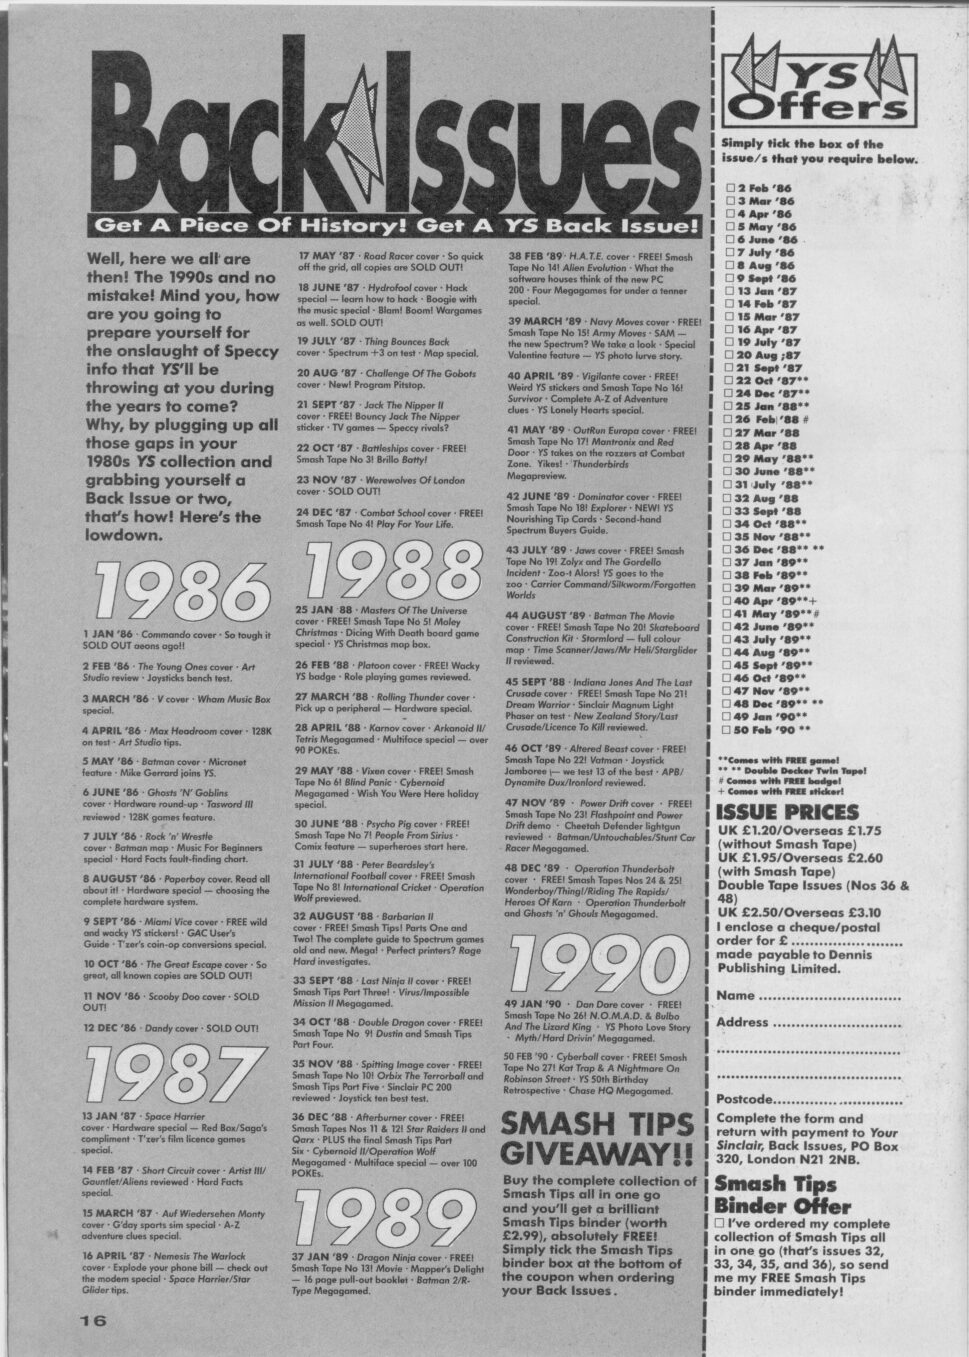 Back Issues
Get A Piece Of History! Get A YS Back Issue!
Well, here we all are
then! The 1990s and no
mistake! Mind you, how
are you going to
prepare yourself for
the onslaught of Speccy
info that YS'll be
throwing at you during
the years to come?
Why, by plugging up all
those gaps in your
1980s YS collection and
grabbing yourself a
Back Issue or two,
that's how! Here's the
lowdown.
1986
1 JAN '86 · Commando cover · So tough it
SOLD OUT aeons ago!!
2 FEB '86 · The Young Ones cover · Art
Studio review · Joysticks bench test.
3 MARCH '86 · V cover · Wham Music Box
special.
4 APRIL '86 · Max Headroom cover · 128K
on test · Art Studio tips.
5 MAY '86 · Batman cover · Micronet
feature · Mike Gerrard joins YS.
6 JUNE '86 · Ghosts 'N' Goblins
cover · Hardware round-up · Tasword III
reviewed · 128K games feature.
7 JULY '86 · Rock 'n' Wrestle
cover · Batman map · Music For Beginners
special · Hard Facts fault-finding chart.
8 AUGUST '86 · Paperboy cover. Read all
about it! · Hardware special — choosing the
complete hardware system.
9 SEPT '86 · Miami Vice cover · FREE wild
and wacky YS stickers! · GAC User's
Guide · T'zer's coin-op conversions special.
10 OCT '86 · The Great Escape cover · So
great, all known copies are SOLD OUT!
11 NOV '86 · Scooby Doo cover · SOLD
OUT!
12 DEC '86 · Dandy cover · SOLD OUT!
1987
13 JAN '87 · Space Harrier
cover · Hardware special — Red Box/Saga's
compliment · T'zer's film licence games
special.
14 FEB '87 · Short Circuit cover · Artist II/
Gauntlet/Aliens reviewed · Hard Facts
special.
15 MARCH '87 · Auf Wiedersehen Monty
cover · G'day sports sim special · A-Z
adventure clues special.
16 APRIL '87 · Nemesis The Warlock
cover · Explode your phone bill — check out
the modem special · Space Harrier/Star
Glider tips.
17 MAY '87 · Road Racer cover · So quick
off the grid, all copies are SOLD OUT!
18 JUNE '87 · Hydrofool cover · Hack
special — learn how to hack · Boogie with
the music special · Blam! Boom! Wargames
as well. SOLD OUT!
19 JULY '87 · Thing Bounces Back
cover · Spectrum +3 on test · Map special.
20 AUG '87 · Challenge Of The Gobots
cover · New! Program Pitstop.
21 SEPT '87 · Jack The Nipper II
cover · FREE! Bouncy Jack The Nipper
sticker · TV games — Speccy rivals?
22 OCT '87 · Battleships cover · FREE!
Smash Tape No 3! Brillo Batty!
23 NOV '87 · Werewolves Of London
cover · SOLD OUT!
24 DEC '87 · Combat School cover · FREE!
Smash Tape No 4! Play For Your Life.
1988
25 JAN '88 · Masters Of The Universe
cover · FREE! Smash Tape No 5! Moley
Christmas · Dicing With Death board game
special · YS Christmas map box.
26 FEB '88 · Platoon cover · FREE! Wacky
YS badge · Role playing games reviewed.
27 MARCH '88 · Rolling Thunder cover ·
Pick up a peripheral — Hardware special.
28 APRIL '88 · Karnov cover · Arkanoid II/
Tetris Megagamed · Multiface special — over
90 POKEs.
29 MAY '88 · Vixen cover · FREE! Smash
Tape No 6! Blind Panic · Cybernoid
Megagamed · Wish You Were Here holiday
special.
30 JUNE '88 · Psycho Pig cover · FREE!
Smash Tape No 7! People From Sirius ·
Comix feature — superheroes start here.
31 JULY '88 · Peter Beardsley's
International Football cover · FREE! Smash
Tape No 8! International Cricket · Operation
Wolf previewed.
32 AUGUST '88 · Barbarian II
cover · FREE! Smash Tips! Parts One and
Two! The complete guide to Spectrum games
old and new. Mega! · Perfect printers? Rage
Hard investigates.
33 SEPT '88 · Last Ninja II cover · FREE!
Smash Tips Part Three! · Virus/Impossible
Mission II Megagamed.
34 OCT '88 · Double Dragon cover · FREE!
Smash Tape No 9! Dustin and Smash Tips
Part Four.
35 NOV '88 · Spitting Image cover · FREE!
Smash Tape No 10! Orbix The Terrorball and
Smash Tips Part Five · Sinclair PC 200
reviewed · Joystick ten best test.
36 DEC '88 · Afterburner cover · FREE!
Smash Tapes Nos 11 & 12! Star Raiders II and
Qarx · PLUS the final Smash Tips Part
Six · Cybernoid II/Operation Wolf
Megagamed · Multiface special — over 100
POKEs.
1989
37 JAN '89 · Dragon Ninja cover · FREE!
Smash Tape No 13! Movie · Mapper's Delight
— 16 page pull-out booklet · Batman 2/R-
Type Megagamed.
38 FEB '89 · H.A.T.E. cover · FREE! Smash
Tape No 14! Alien Evolution · What the
software houses think of the new PC
200 · Four Megagames for under a tenner
special.
39 MARCH '89 · Navy Moves cover · FREE!
Smash Tape No 15! Army Moves · SAM —
the new Spectrum? We take a look · Special
Valentine feature — YS photo lurve story.
40 APRIL '89 · Vigilante cover · FREE!
Weird YS stickers and Smash Tape No 16!
Survivor · Complete A-Z of Adventure
clues · YS Lonely Hearts special.
41 MAY '89 · OutRun Europa cover · FREE!
Smash Tape No 17! Mantronix and Red
Door · YS takes on the rozzers at Combat
Zone. Yikes! · Thunderbirds
Megapreview.
42 JUNE '89 · Dominator cover · FREE!
Smash Tape No 18! Explorer · NEW! YS
Nourishing Tip Cards · Second-hand
Spectrum Buyers Guide.
43 JULY '89 · Jaws cover · FREE! Smash
Tape No 19! Zolyx and The Gordello
Incident · Zoo-t Alors! YS goes to the
zoo · Carrier Command/Silkworm/Forgotten
Worlds
44 AUGUST '89 · Batman The Movie
cover · FREE! Smash Tape No 20! Skateboard
Construction Kit · Stormlord — full colour
map · Time Scanner/Jaws/Mr Heli/Starglider
II reviewed.
45 SEPT '88 · Indiana Jones And The Last
Crusade cover · FREE! Smash Tape No 21!
Dream Warrior · Sinclair Magnum Light
Phaser on test · New Zealand Story/Last
Crusade/Licence To Kill reviewed.
46 OCT '89 · Altered Beast cover · FREE!
Smash Tape No 22! Vatman · Joystick
Jamboree — we test 13 of the best · APB/
Dynamite Dux/Ironlord reviewed.
47 NOV '89 · Power Drift cover · FREE!
Smash Tape No 23! Flashpoint and Power
Drift demo · Cheetah Defender lightgun
reviewed · Batman/Untouchables/Stunt Car
Racer Megagamed.
48 DEC '89 · Operation Thunderbolt
cover · FREE! Smash Tapes Nos 24 & 25!
Wonderboy/Thing!/Riding The Rapids/
Heroes Of Karn · Operation Thunderbolt
and Ghosts 'n' Ghouls Megagamed.
1990
49 JAN '90 · Dan Dare cover · FREE!
Smash Tape No 26! N.O.M.A.D. & Bulbo
And The Lizard King · YS Photo Love Story
· Myth/Hard Drivin' Megagamed.
50 FEB '90 · Cyberball cover · FREE! Smash
Tape No 27! Kat Trap & A Nightmare On
Robinson Street · YS 50th Birthday
Retrospective · Chase HQ Megagamed.
SMASH TIPS
GIVEAWAY!!
Buy the complete collection of
Smash Tips all in one go
and you'll get a brilliant
Smash Tips binder (worth
£2.99), absolutely FREE!
Simply tick the Smash Tips
binder box at the bottom of
the coupon when ordering
your Back Issues.
YS
Offers
Simply tick the box of the
issue/s that you require below.
☐ 2 Feb '86
☐ 3 Mar '86
☐ 4 Apr '86
☐ 5 May '86
☐ 6 June '86
☐ 7 July '86
☐ 8 Aug '86
☐ 9 Sept '86
☐ 13 Jan '87
☐ 14 Feb '87
☐ 15 Mar '87
☐ 16 Apr '87
☐ 19 July '87
☐ 20 Aug ;87
☐ 21 Sept '87
☐ 22 Oct '87**
☐ 24 Dec '87**
☐ 25 Jan '88**
☐ 26 Feb '88 #
☐ 27 Mar '88
☐ 28 Apr '88
☐ 29 May '88**
☐ 30 June '88**
☐ 31 July '88**
☐ 32 Aug '88
☐ 33 Sept '88
☐ 34 Oct '88**
☐ 35 Nov '88**
☐ 36 Dec '88** **
☐ 37 Jan '89**
☐ 38 Feb '89**
☐ 39 Mar '89**
☐ 40 Apr '89**+
☐ 41 May '89**#
☐ 42 June '89**
☐ 43 July '89**
☐ 44 Aug '89**
☐ 45 Sept '89**
☐ 46 Oct '89**
☐ 47 Nov '89**
☐ 48 Dec '89** **
☐ 49 Jan '90**
☐ 50 Feb '90 **
**Comes with FREE game!
** ** Double Decker Twin Tape!
# Comes with FREE badge!
+ Comes with FREE sticker!
ISSUE PRICES
UK £1.20/Overseas £1.75
(without Smash Tape)
UK £1.95/Overseas £2.60
(with Smash Tape)
Double Tape Issues (Nos 36 &
48)
UK £2.50/Overseas £3.10
I enclose a cheque/postal
order for £ ......................
made payable to Dennis
Publishing Limited.
Name ............................
Address .........................
....................................
....................................
Postcode.........................
Complete the form and
return with payment to Your
Sinclair, Back Issues, PO Box
320, London N21 2NB.
Smash Tips
Binder Offer
☐ I've ordered my complete
collection of Smash Tips all
in one go (that's issues 32,
33, 34, 35, and 36), so send
me my FREE Smash Tips
binder immediately!
16